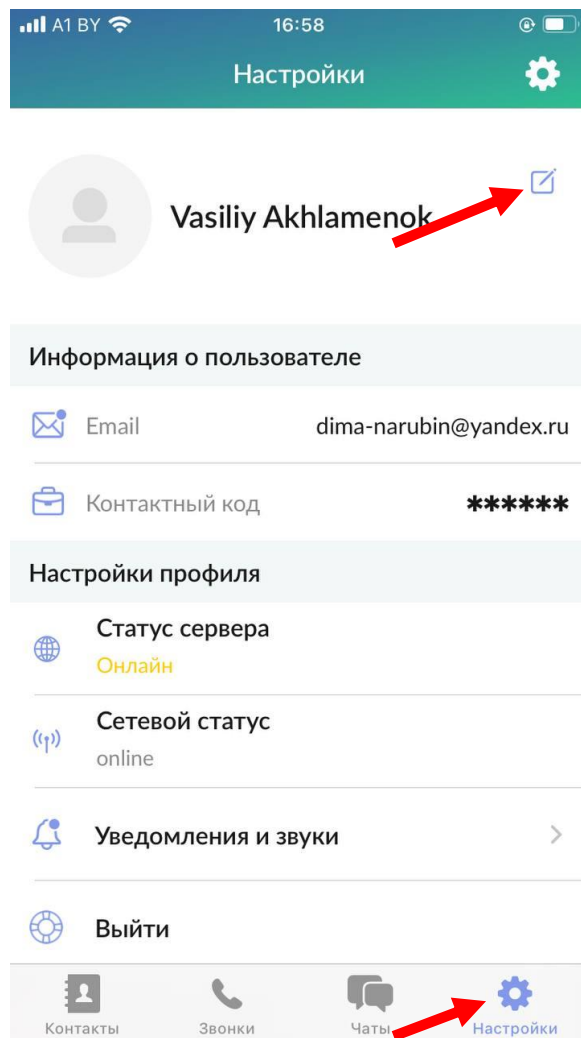 A1 BY 16:58
Настройки
Vasiliy Akhlamenok
Информация о пользователе
Email dima-narubin@yandex.ru
Контактный код ******
Настройки профиля
Статус сервера
Онлайн
Сетевой статус
online
Уведомления и звуки
Выйти
Контакты Звонки Чаты Настройки